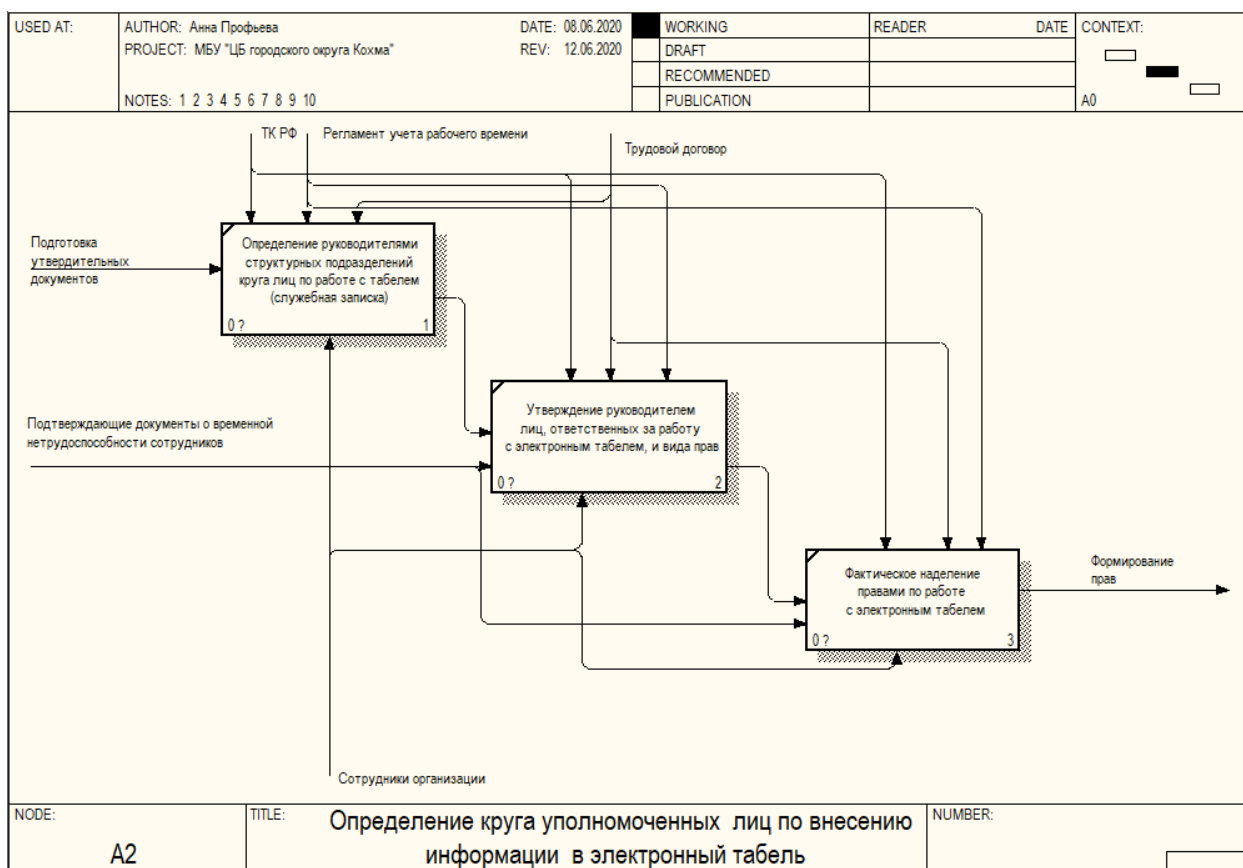 USED AT:
AUTHOR: Анна Профьева
DATE: 08.06.2020
PROJECT: МБУ "ЦБ городского округа Кохма"
REV: 12.06.2020
NOTES: 1 2 3 4 5 6 7 8 9 10
WORKING
DRAFT
RECOMMENDED
PUBLICATION
READER
DATE
CONTEXT:
A0
ТК РФ
Регламент учета рабочего времени
Трудовой договор
Подготовка
утвердительных
документов
Определение руководителями
структурных подразделений
круга лиц по работе с табелем
(служебная записка)
0 ?
1
Подтверждающие документы о временной
нетрудоспособности сотрудников
Утверждение руководителем
лиц, ответственных за работу
с электронным табелем, и вида прав
0 ?
2
Фактическое наделение
правами по работе
с электронным табелем
0 ?
3
Формирование
прав
Сотрудники организации
NODE:
A2
TITLE:
Определение круга уполномоченных лиц по внесению
информации в электронный табель
NUMBER: